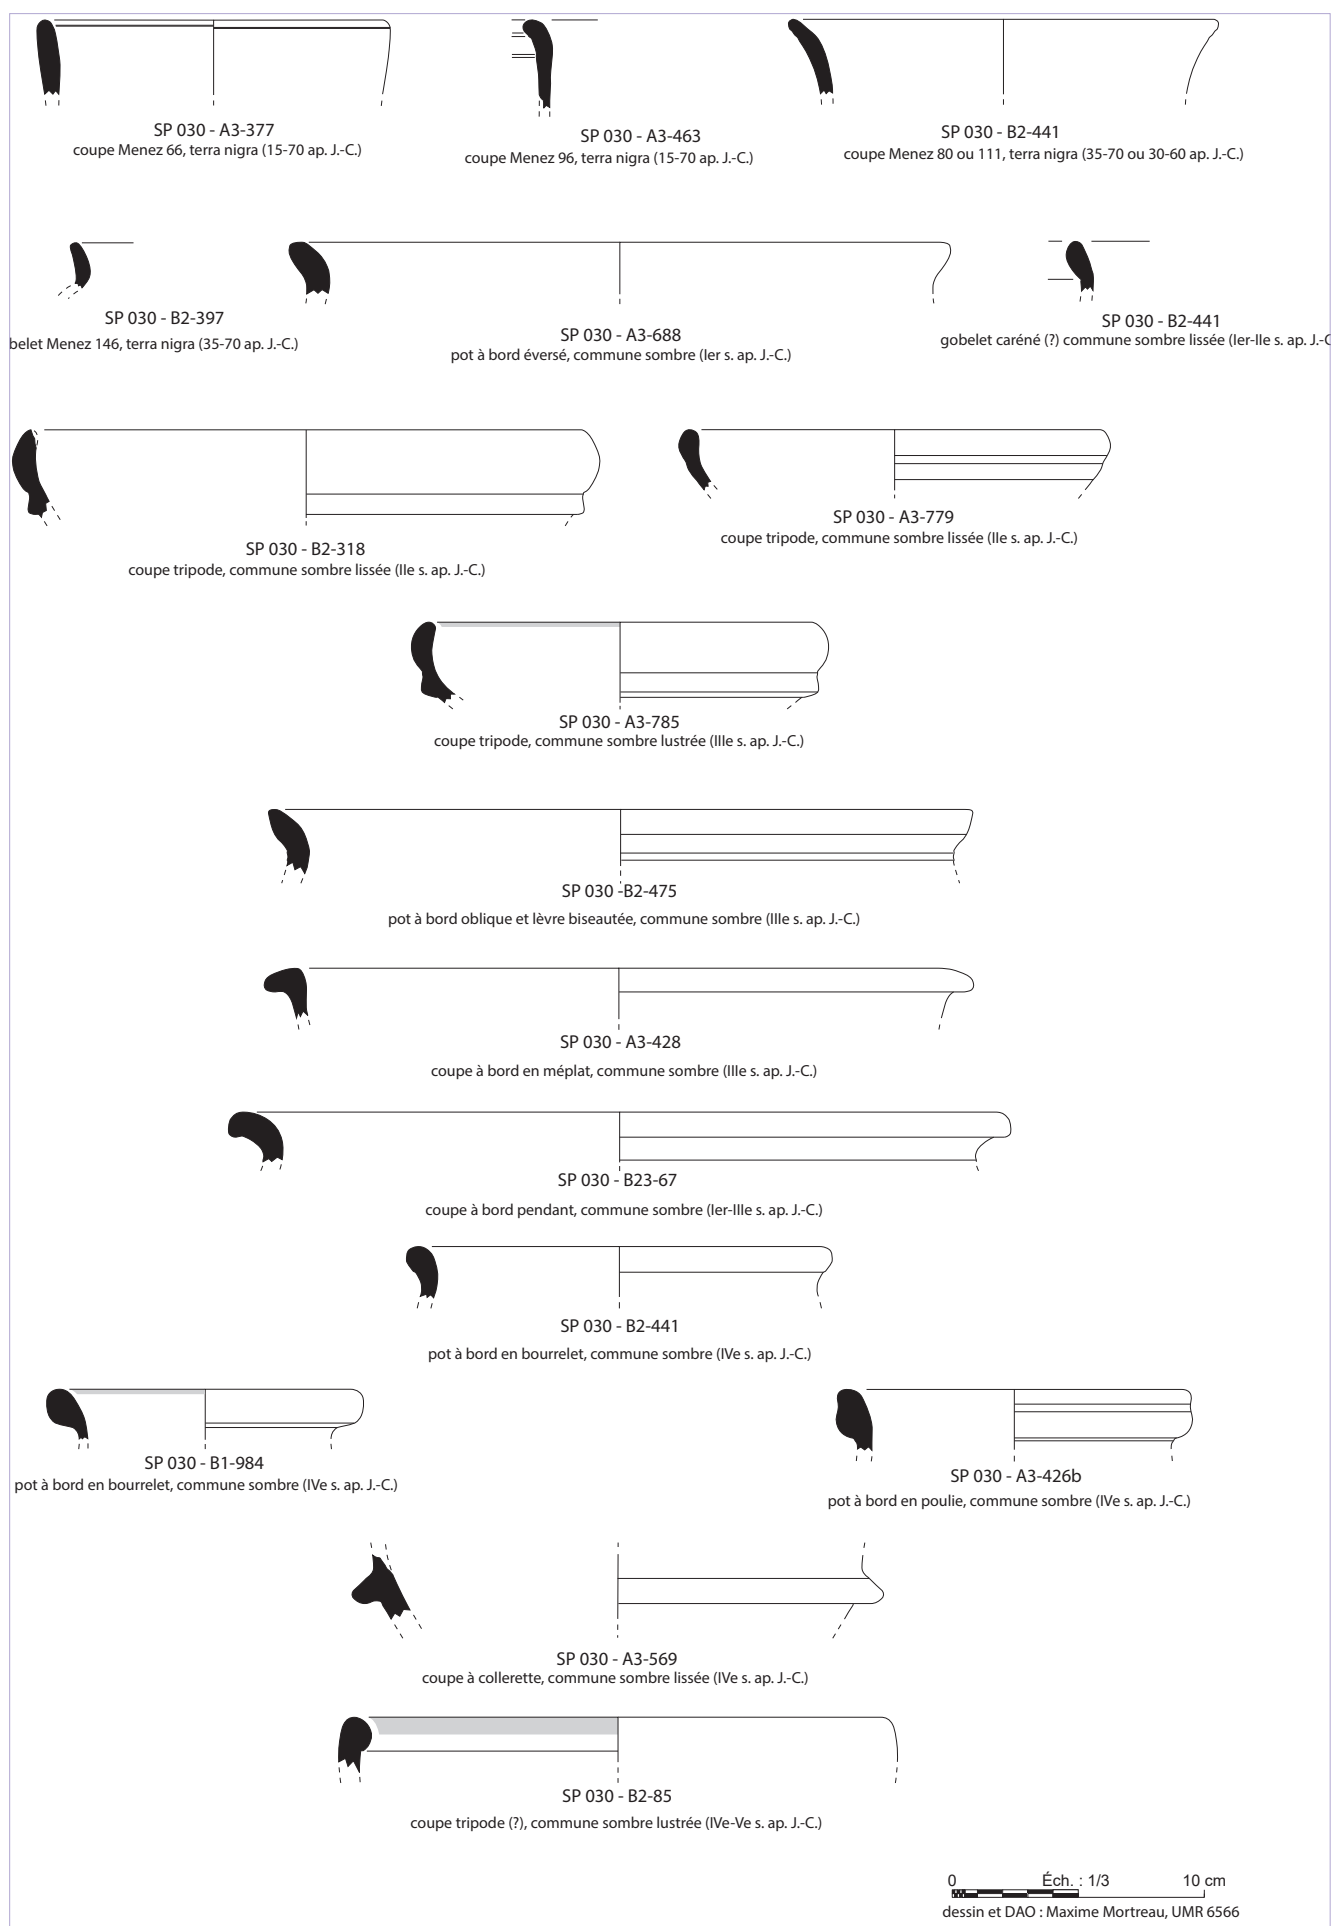 SP 030 - A3-377
coupe Menez 66, terra nigra (15-70 ap. J.-C.)
SP 030 - A3-463
coupe Menez 96, terra nigra (15-70 ap. J.-C.)
SP 030 - B2-441
coupe Menez 80 ou 111, terra nigra (35-70 ou 30-60 ap. J.-C.)
SP 030 - B2-397
belet Menez 146, terra nigra (35-70 ap. J.-C.)
SP 030 - A3-688
pot à bord éversé, commune sombre (Ier s. ap. J.-C.)
SP 030 - B2-441
gobelet caréné (?) commune sombre lissée (Ier-IIe s. ap. J.-C
SP 030 - B2-318
coupe tripode, commune sombre lissée (IIe s. ap. J.-C.)
SP 030 - A3-779
coupe tripode, commune sombre lissée (IIe s. ap. J.-C.)
SP 030 - A3-785
coupe tripode, commune sombre lustrée (IIIe s. ap. J.-C.)
SP 030 -B2-475
pot à bord oblique et lèvre biseautée, commune sombre (IIIe s. ap. J.-C.)
SP 030 - A3-428
coupe à bord en méplat, commune sombre (IIIe s. ap. J.-C.)
SP 030 - B23-67
coupe à bord pendant, commune sombre (Ier-IIIe s. ap. J.-C.)
SP 030 - B2-441
pot à bord en bourrelet, commune sombre (IVe s. ap. J.-C.)
SP 030 - B1-984
pot à bord en bourrelet, commune sombre (IVe s. ap. J.-C.)
SP 030 - A3-426b
pot à bord en poulie, commune sombre (IVe s. ap. J.-C.)
SP 030 - A3-569
coupe à collerette, commune sombre lissée (IVe s. ap. J.-C.)
SP 030 - B2-85
coupe tripode (?), commune sombre lustrée (IVe-Ve s. ap. J.-C.)
0 Éch. : 1/3 10 cm
dessin et DAO : Maxime Mortreau, UMR 6566